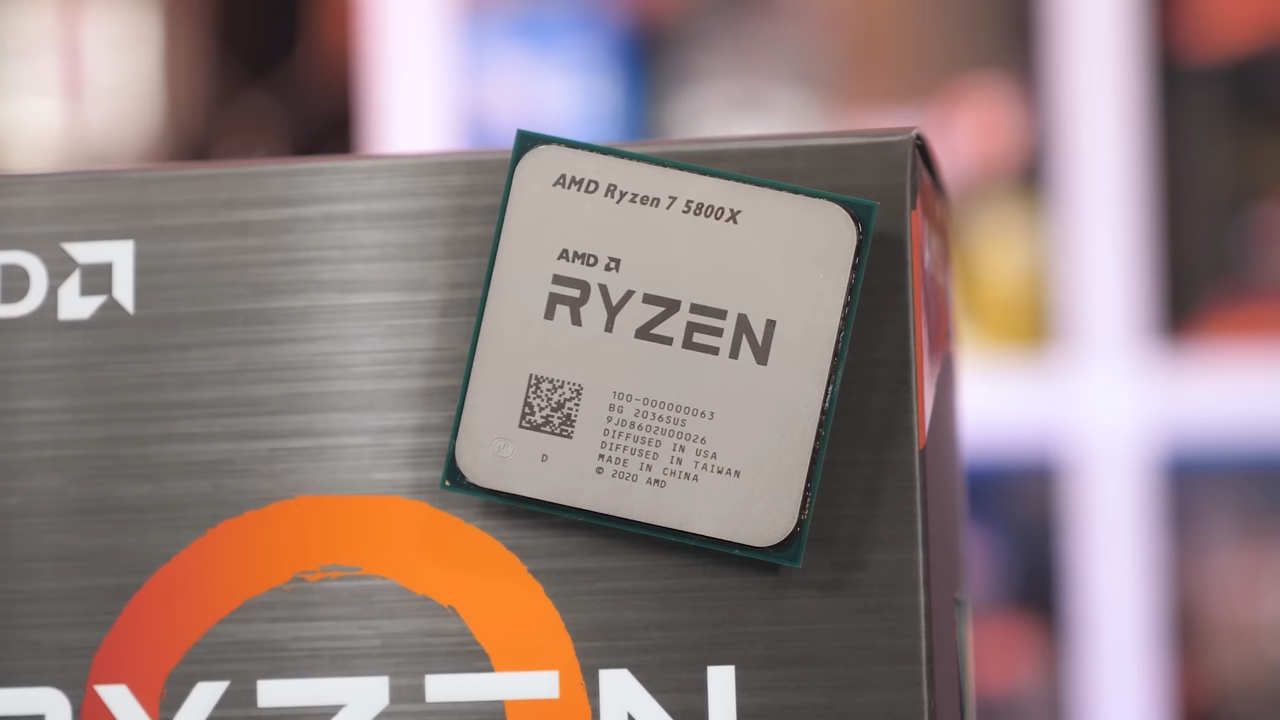 AMD Ryzen 7 5800X
AMD
RYZEN
100-000000063
BG 2036SUS
9JD8602U00026
DIFFUSED IN USA
DIFFUSED IN TAIWAN
MADE IN CHINA
© 2020 AMD
D
D
RYZEN